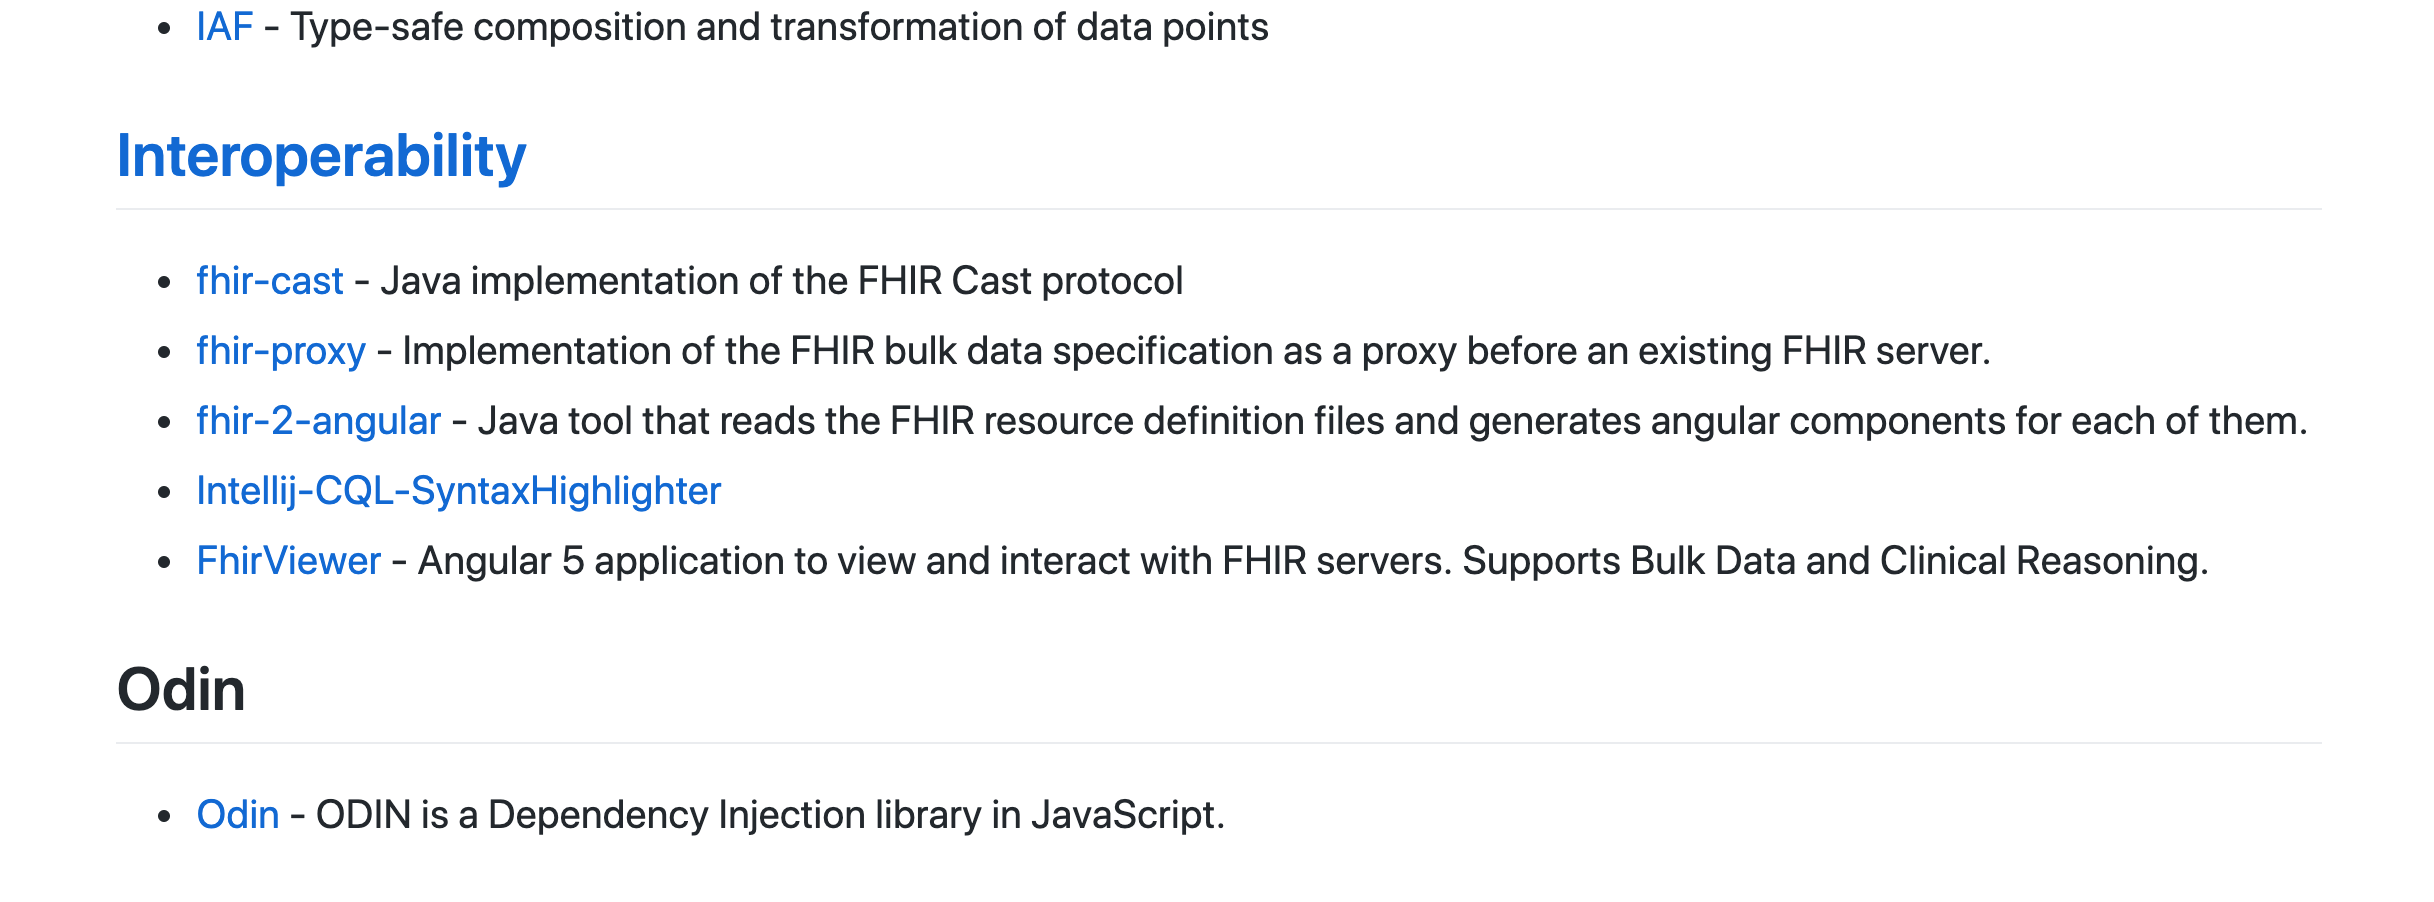 • IAF - Type-safe composition and transformation of data points
Interoperability
• fhir-cast - Java implementation of the FHIR Cast protocol
• fhir-proxy - Implementation of the FHIR bulk data specification as a proxy before an existing FHIR server.
• fhir-2-angular - Java tool that reads the FHIR resource definition files and generates angular components for each of them.
• Intellij-CQL-SyntaxHighlighter
• FhirViewer - Angular 5 application to view and interact with FHIR servers. Supports Bulk Data and Clinical Reasoning.
Odin
• Odin - ODIN is a Dependency Injection library in JavaScript.